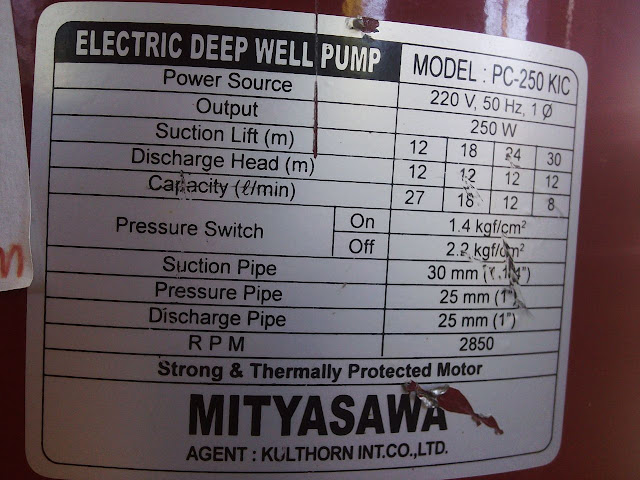 ELECTRIC DEEP WELL PUMP MODEL : PC-250 KIC
Power Source 220 V, 50 Hz, 1 Ø
Output 250 W
Suction Lift (m) 12 18 24 30
Discharge Head (m) 12 12 12 12
Capacity (ℓ/min) 27 18 12 8
Pressure Switch On 1.4 kgf/cm²
Off 2.2 kgf/cm²
Suction Pipe 30 mm (1.1/4")
Pressure Pipe 25 mm (1")
Discharge Pipe 25 mm (1")
R P M 2850
Strong & Thermally Protected Motor
MITYASAWA
AGENT : KULTHORN INT.CO.,LTD.